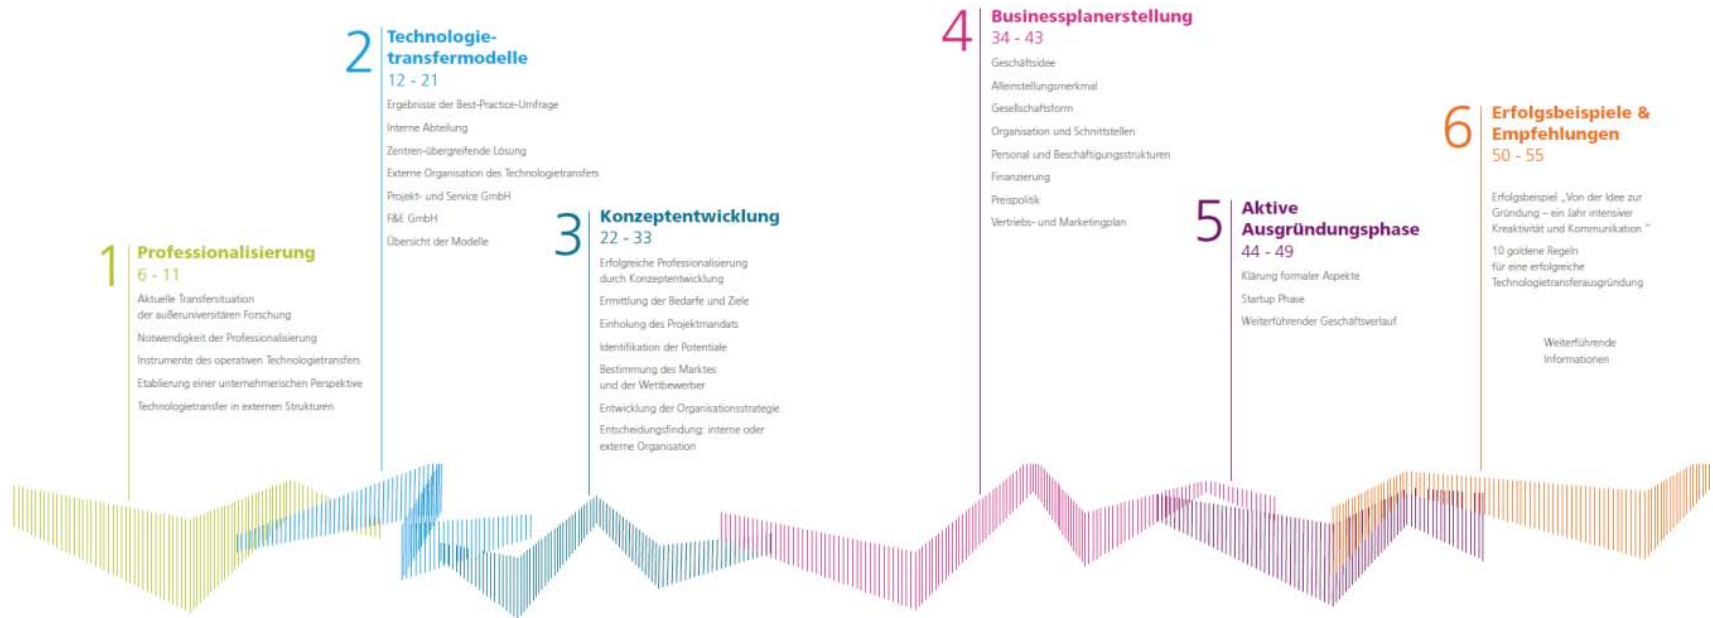 1
Professionalisierung
6 - 11
Aktuelle Transfersituation
der außeruniversitären Forschung
Notwendigkeit der Professionalisierung
Instrumente des operativen Technologietransfers
Etablierung einer unternehmerischen Perspektive
Technologietransfer in externen Strukturen
2
Technologie-
transfermodelle
12 - 21
Ergebnisse der Best-Practice-Umfrage
Interne Abteilung
Zentren-übergreifende Lösung
Externe Organisation des Technologietransfers
Projekt- und Service GmbH
F&E GmbH
Übersicht der Modelle
3
Konzeptentwicklung
22 - 33
Erfolgreiche Professionalisierung
durch Konzeptentwicklung
Ermittlung der Bedarfe und Ziele
Einholung des Projektmandats
Identifikation der Potentiale
Bestimmung des Marktes
und der Wettbewerber
Entwicklung der Organisationsstrategie
Entscheidungsfindung: interne oder
externe Organisation
4
Businessplanerstellung
34 - 43
Geschäftsidee
Alleinstellungsmerkmal
Gesellschaftsform
Organisation und Schnittstellen
Personal und Beschäftigungsstrukturen
Finanzierung
Preispolitik
Vertriebs- und Marketingplan
5
Aktive
Ausgründungsphase
44 - 49
Klärung formaler Aspekte
Startup Phase
Weiterführender Geschäftsverlauf
6
Erfolgsbeispiele &
Empfehlungen
50 - 55
Erfolgsbeispiel „Von der Idee zur
Gründung – ein Jahr intensiver
Kreaktivität und Kommunikation "
10 goldene Regeln
für eine erfolgreiche
Technologietransferausgründung
Weiterführende
Informationen